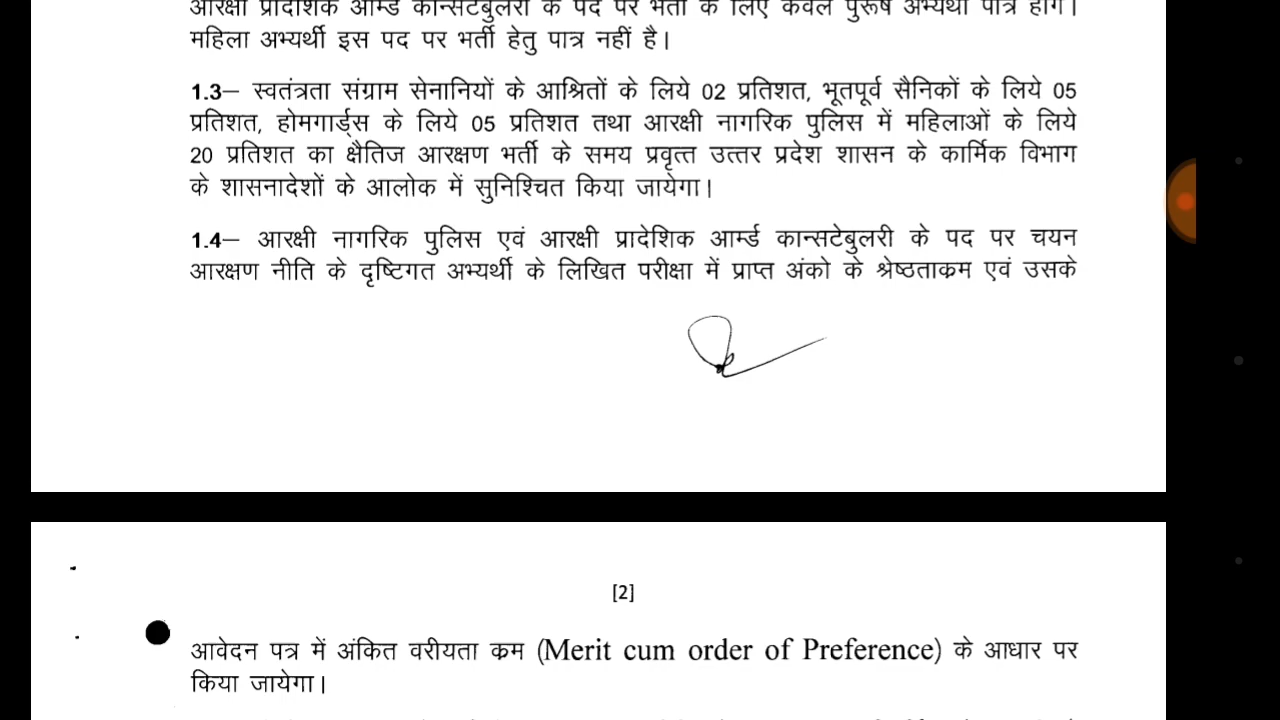 आरक्षी प्रादेशिक आर्म्ड कान्सटेबुलरी के पद पर भर्ती के लिए केवल पुरूष अभ्यर्थी पात्र होंगे।
महिला अभ्यर्थी इस पद पर भर्ती हेतु पात्र नहीं है।
1.3– स्वतंत्रता संग्राम सेनानियों के आश्रितों के लिये 02 प्रतिशत, भूतपूर्व सैनिकों के लिये 05
प्रतिशत, होमगार्ड्स के लिये 05 प्रतिशत तथा आरक्षी नागरिक पुलिस में महिलाओं के लिये
20 प्रतिशत का क्षैतिज आरक्षण भर्ती के समय प्रवृत्त उत्तर प्रदेश शासन के कार्मिक विभाग
के शासनादेशों के आलोक में सुनिश्चित किया जायेगा।
1.4– आरक्षी नागरिक पुलिस एवं आरक्षी प्रादेशिक आर्म्ड कान्सटेबुलरी के पद पर चयन
आरक्षण नीति के दृष्टिगत अभ्यर्थी के लिखित परीक्षा में प्राप्त अंको के श्रेष्ठताक्रम एवं उसके
[2]
आवेदन पत्र में अंकित वरीयता क्रम (Merit cum order of Preference) के आधार पर
किया जायेगा।